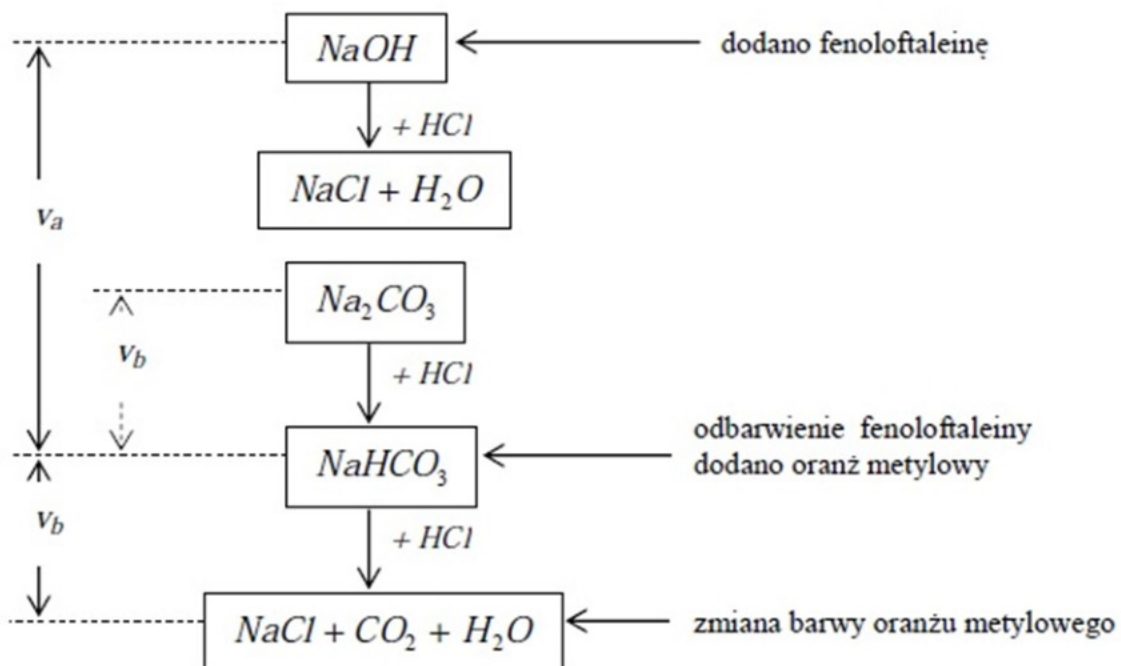 NaOH
dodano fenoloftaleinę
+ HCl
NaCl + H₂O
va
Na₂CO₃
vb
+ HCl
odbarwienie fenoloftaleiny
dodano oranż metylowy
NaHCO₃
vb
+ HCl
NaCl + CO₂ + H₂O
zmiana barwy oranżu metylowego